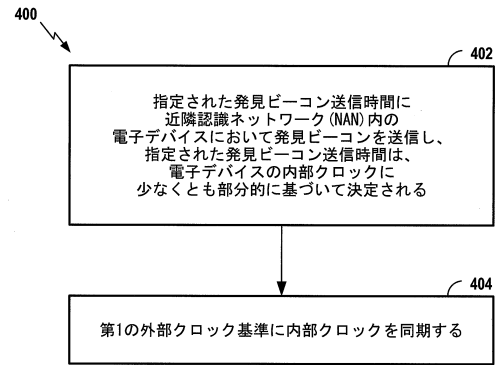 400
402
指定された発見ビーコン送信時間に
近隣認識ネットワーク(NAN)内の
電子デバイスにおいて発見ビーコンを送信し、
指定された発見ビーコン送信時間は、
電子デバイスの内部クロックに
少なくとも部分的に基づいて決定される
404
第1の外部クロック基準に内部クロックを同期する